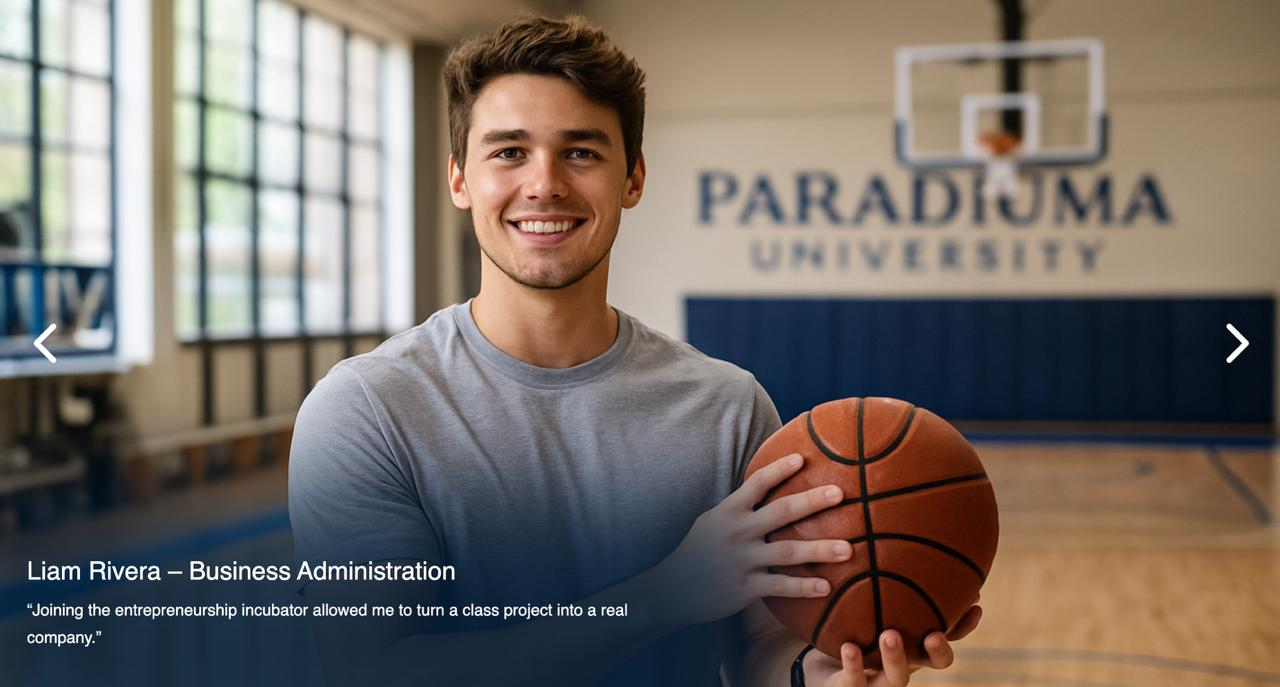 PARADIUMA
UNIVERSITY
Liam Rivera – Business Administration
“Joining the entrepreneurship incubator allowed me to turn a class project into a real
company.”